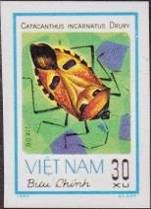 Catacanthus incarnatus Drury
VIỆT NAM
30
XU
Bưu Chính